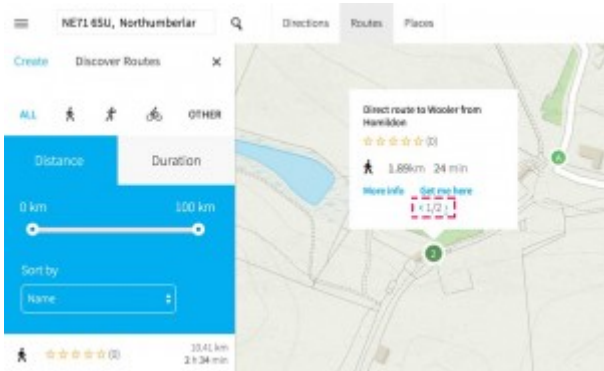 NE71 6SU, Northumberlar
Directions
Routes
Places
Create
Discover Routes
×
ALL
OTHER
Distance
Duration
0 km
100 km
Sort by
Name
(0)
10.41 km
2 h 34 min
Direct route to Wooler from
Humbleton
(0)
1.89km 24 min
More info Get me here
‹ 1/2 ›
A
2